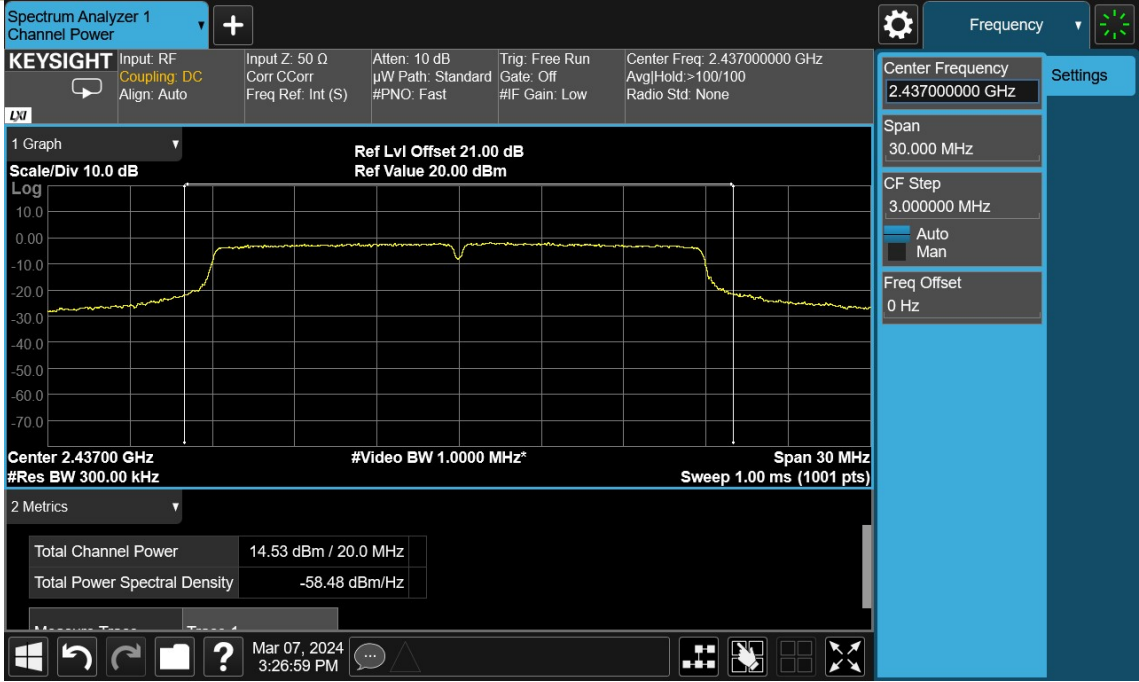 Spectrum Analyzer 1
Channel Power
+
Frequency
KEYSIGHT
LXI
Input: RF
Coupling: DC
Align: Auto
Input Z: 50 Ω
Corr CCorr
Freq Ref: Int (S)
Atten: 10 dB
µW Path: Standard
#PNO: Fast
Trig: Free Run
Gate: Off
#IF Gain: Low
Center Freq: 2.437000000 GHz
Avg|Hold:>100/100
Radio Std: None
Center Frequency
2.437000000 GHz
Settings
Span
30.000 MHz
CF Step
3.000000 MHz
Auto
Man
Freq Offset
0 Hz
1 Graph
Scale/Div 10.0 dB
Ref Lvl Offset 21.00 dB
Ref Value 20.00 dBm
Log
10.0
0.00
-10.0
-20.0
-30.0
-40.0
-50.0
-60.0
-70.0
Center 2.43700 GHz
#Res BW 300.00 kHz
#Video BW 1.0000 MHz*
Span 30 MHz
Sweep 1.00 ms (1001 pts)
2 Metrics
Total Channel Power 14.53 dBm / 20.0 MHz
Total Power Spectral Density -58.48 dBm/Hz
?
Mar 07, 2024
3:26:59 PM